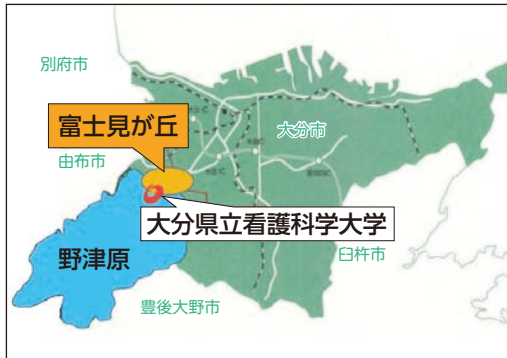 別府市
富士見が丘
大分市
由布市
大分県立看護科学大学
野津原
臼杵市
豊後大野市